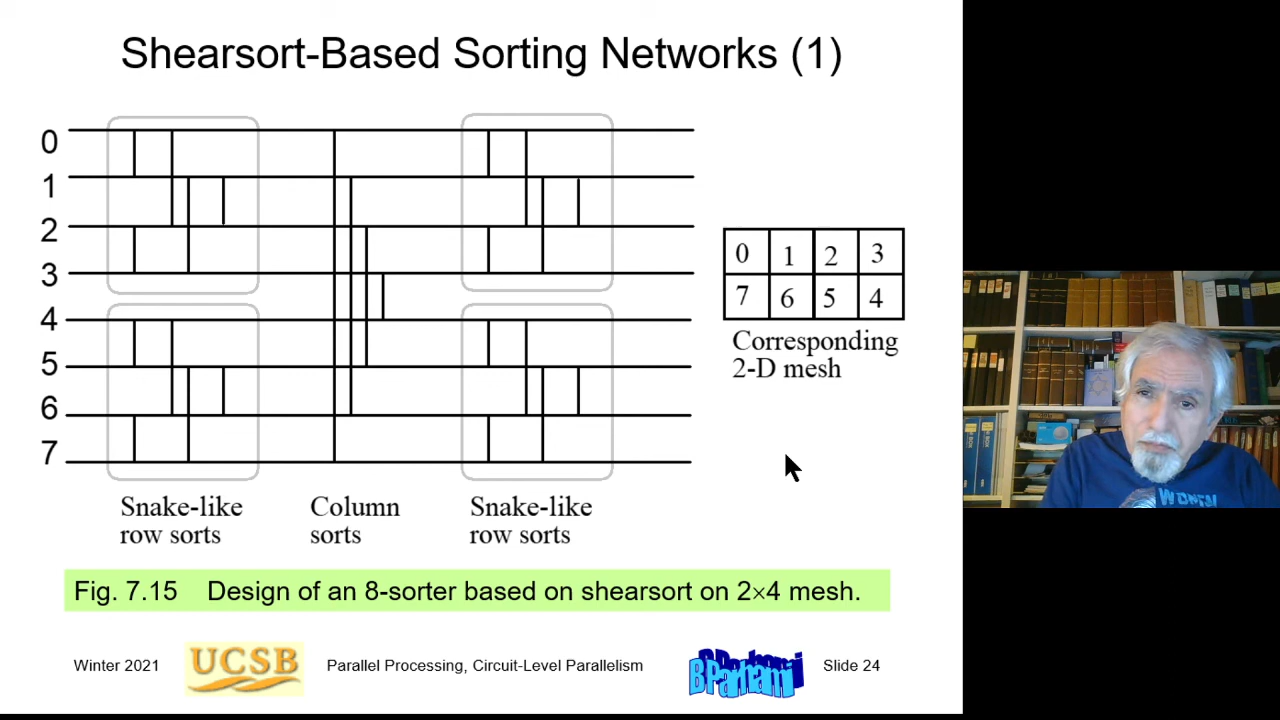 Shearsort-Based Sorting Networks (1)
0
1
2
3
4
5
6
7
0 1 2 3
7 6 5 4
Corresponding
2-D mesh
Snake-like
row sorts
Column
sorts
Snake-like
row sorts
Fig. 7.15 Design of an 8-sorter based on shearsort on 2×4 mesh.
Winter 2021
UCSB
Parallel Processing, Circuit-Level Parallelism
B Parhami
Slide 24